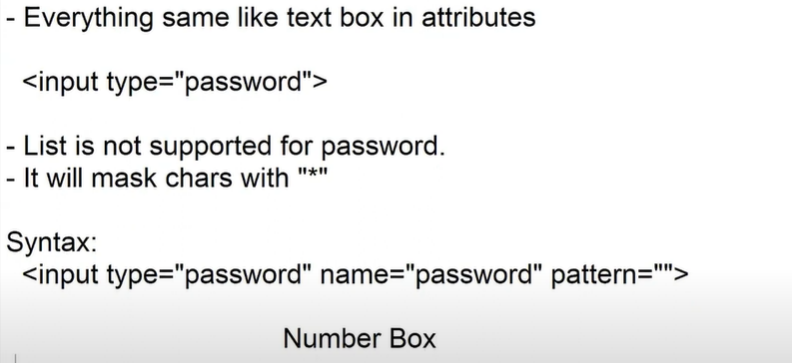 - Everything same like text box in attributes
<input type="password">
- List is not supported for password.
- It will mask chars with "*"
Syntax:
<input type="password" name="password" pattern="">
Number Box